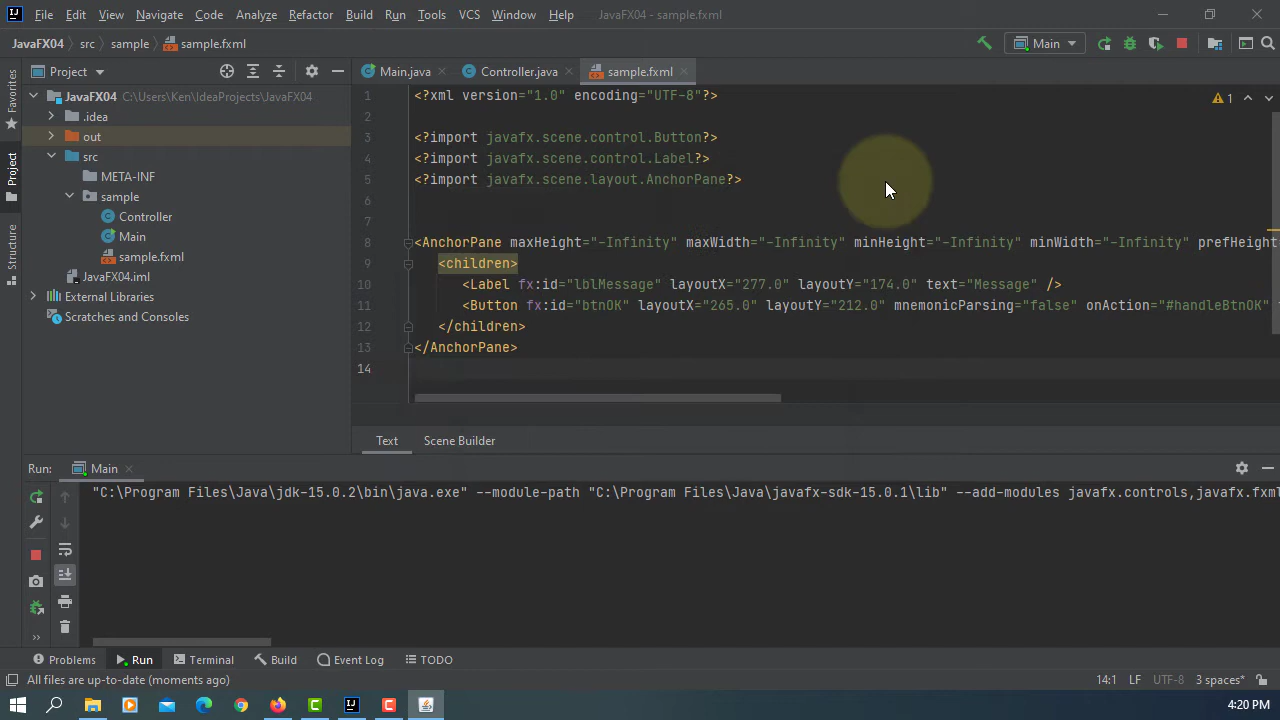 File Edit View Navigate Code Analyze Refactor Build Run Tools VCS Window Help JavaFX04 - sample.fxml
JavaFX04 src sample sample.fxml Main
Project Main.java Controller.java sample.fxml
Favorites
Project
Structure
JavaFX04 C:\Users\Ken\IdeaProjects\JavaFX04
.idea
out
src
META-INF
sample
Controller
Main
sample.fxml
JavaFX04.iml
External Libraries
Scratches and Consoles
1 <?xml version="1.0" encoding="UTF-8"?> 1
2
3 <?import javafx.scene.control.Button?>
4 <?import javafx.scene.control.Label?>
5 <?import javafx.scene.layout.AnchorPane?>
6
7
8 <AnchorPane maxHeight="-Infinity" maxWidth="-Infinity" minHeight="-Infinity" minWidth="-Infinity" prefHeight
9 <children>
10 <Label fx:id="lblMessage" layoutX="277.0" layoutY="174.0" text="Message" />
11 <Button fx:id="btnOK" layoutX="265.0" layoutY="212.0" mnemonicParsing="false" onAction="#handleBtnOK"
12 </children>
13 </AnchorPane>
14
Text Scene Builder
Run: Main
"C:\Program Files\Java\jdk-15.0.2\bin\java.exe" --module-path "C:\Program Files\Java\javafx-sdk-15.0.1\lib" --add-modules javafx.controls,javafx.fxml
Problems Run Terminal Build Event Log TODO
All files are up-to-date (moments ago) 14:1 LF UTF-8 3 spaces*
4:20 PM